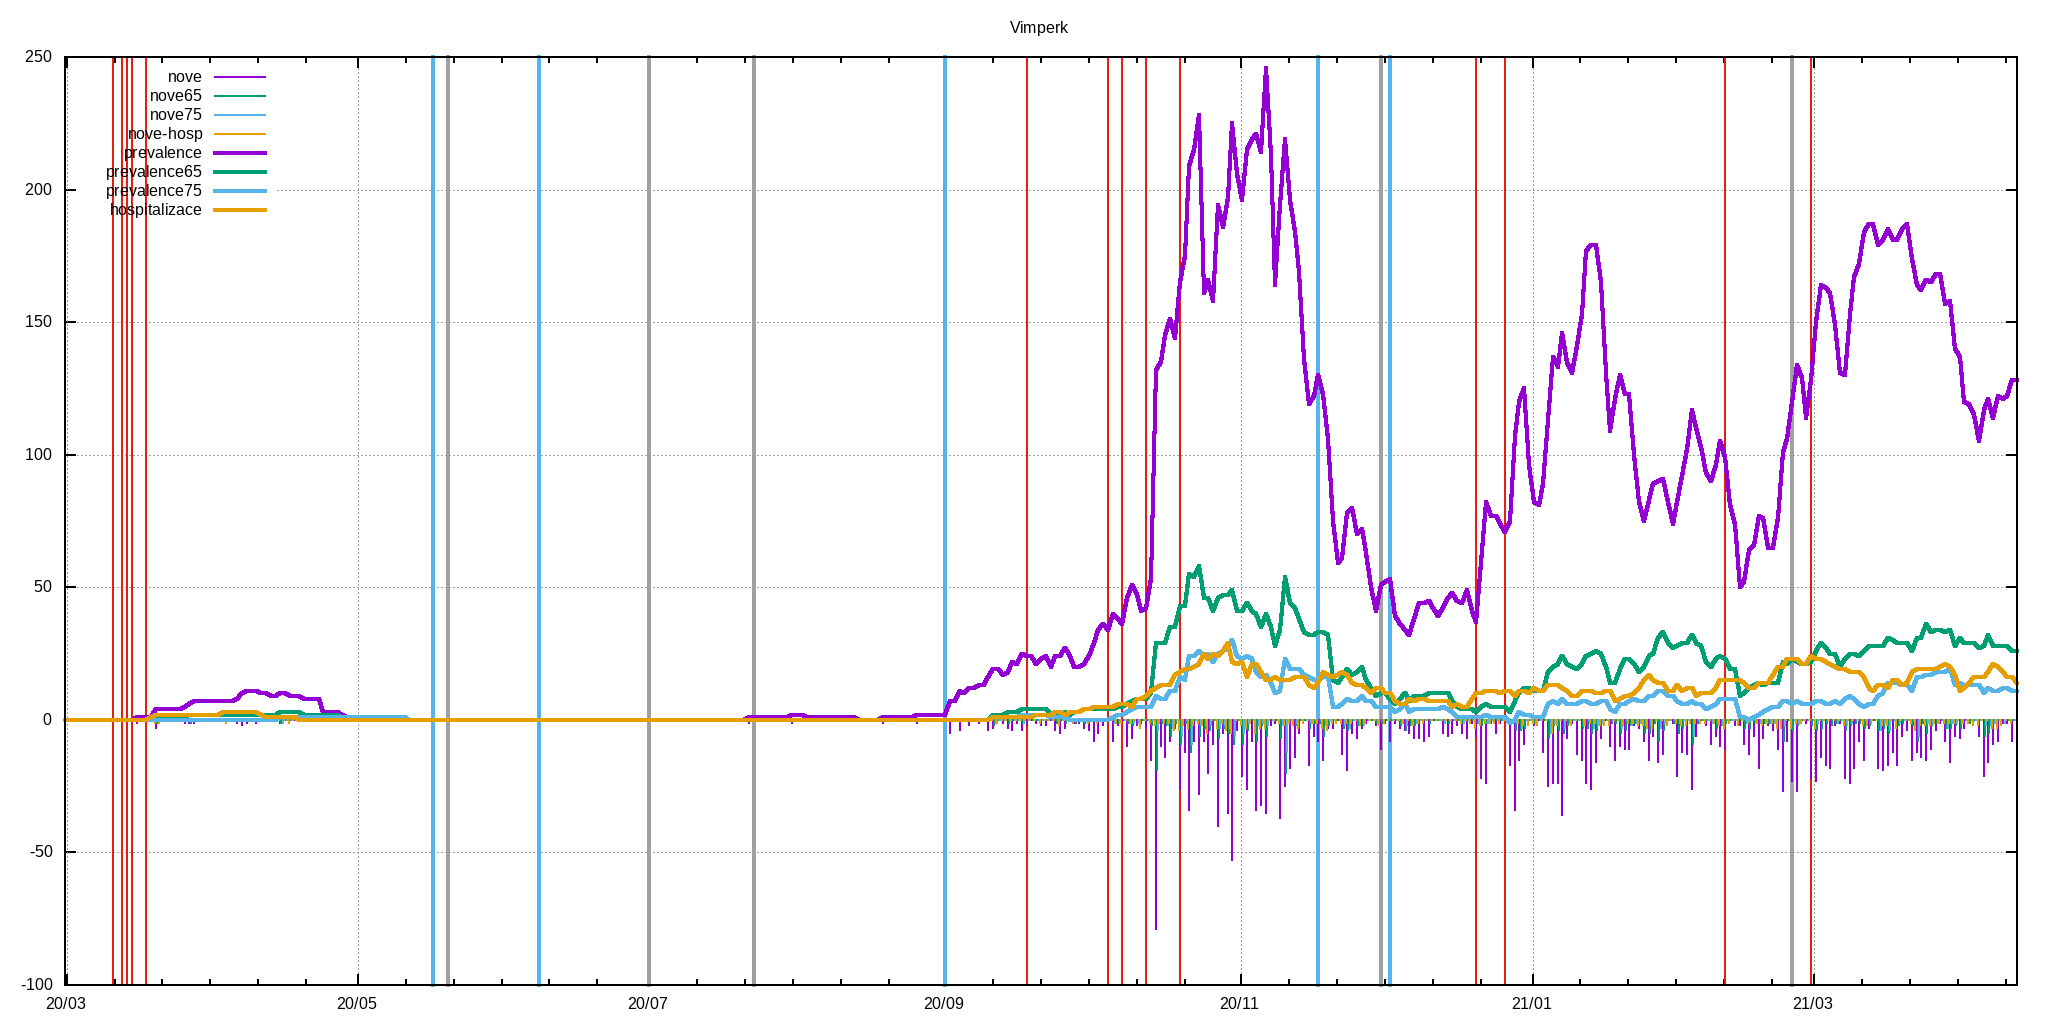 Vimperk
250
200
150
100
50
0
-50
-100
nove
nove65
nove75
nove-hosp
prevalence
prevalence65
prevalence75
hospitalizace
20/03 20/05 20/07 20/09 20/11 21/01 21/03